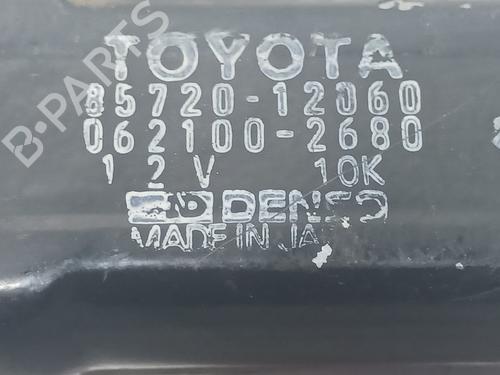 TOYOTA
85720-12060
062100-2680
12V 10K
DENSO
MADE IN JA
B-PARTS